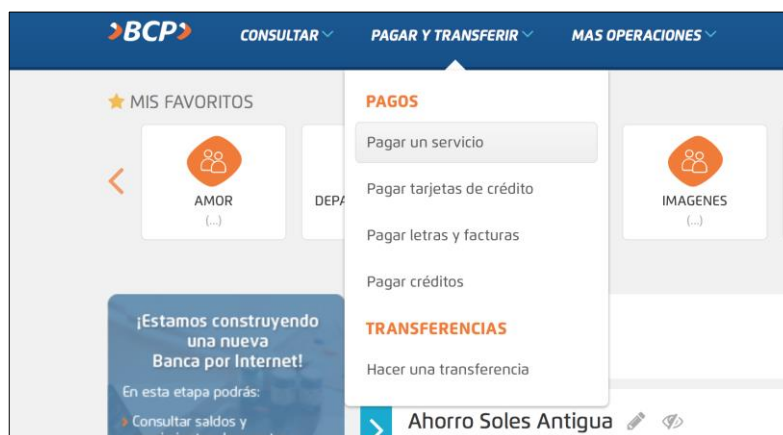 BCP
CONSULTAR
PAGAR Y TRANSFERIR
MAS OPERACIONES
MIS FAVORITOS
AMOR
(...)
DEPA
IMAGENES
(...)
PAGOS
Pagar un servicio
Pagar tarjetas de crédito
Pagar letras y facturas
Pagar créditos
TRANSFERENCIAS
Hacer una transferencia
¡Estamos construyendo
una nueva
Banca por Internet!
En esta etapa podrás:
Consultar saldos y
Ahorro Soles Antigua